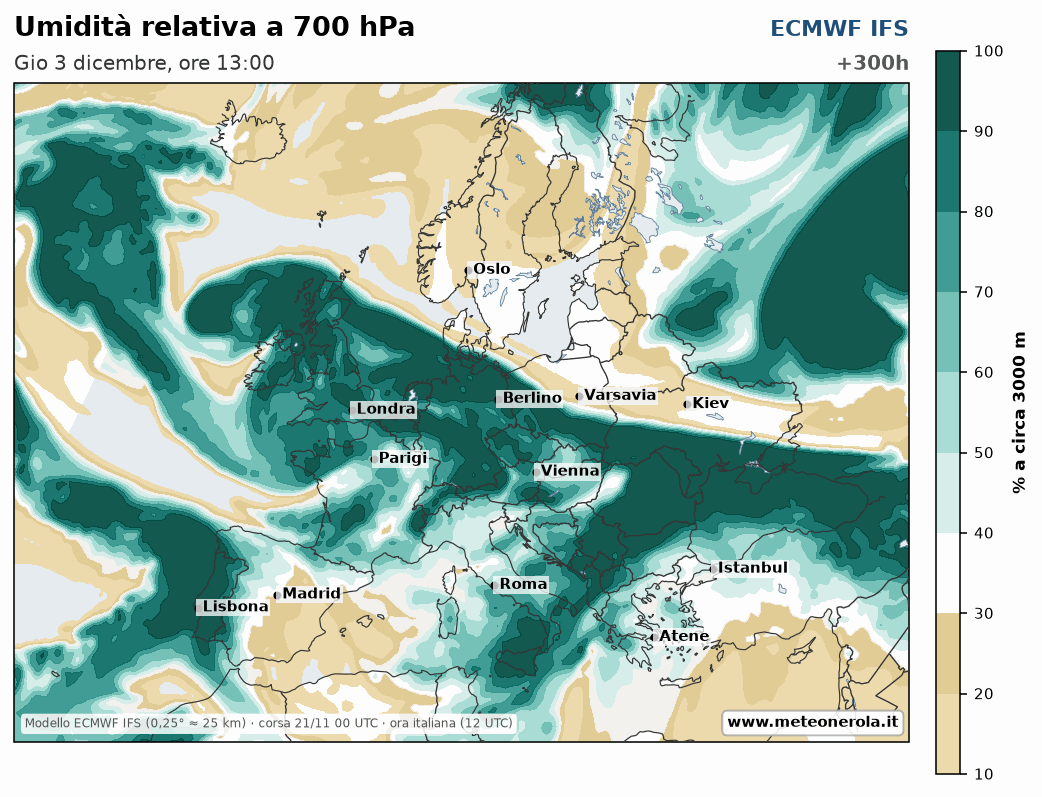 Umidità relativa a 700 hPa
ECMWF IFS
Gio 3 dicembre, ore 13:00
+300h
100
90
80
70
60
50
40
30
20
10
% a circa 3000 m
Oslo
Berlino
Varsavia
Kiev
Londra
Parigi
Vienna
Istanbul
Roma
Madrid
Lisbona
Atene
Modello ECMWF IFS (0,25° ≈ 25 km) · corsa 21/11 00 UTC · ora italiana (12 UTC)
www.meteonerola.it